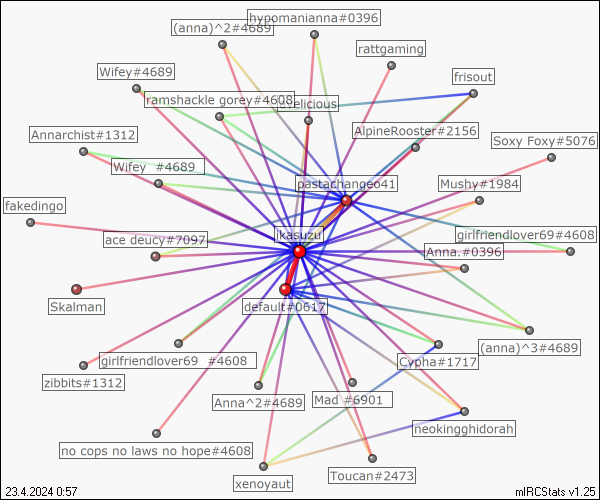 hypomanianna#0396
(anna)^2#4689
rattgaming
Wifey#4689
frisout
ramshackle gorey#4608
Annarchist#1312
AlpineRooster#2156
Soxy Foxy#5076
Wifey  #4689
pastachangeo41
Mushy#1984
fakedingo
ikasuzu
girlfriendlover69#4608
ace deucy#7097
Anna.#0396
Skalman
default#0617
girlfriendlover69  #4608
(anna)^3#4689
Cypha#1717
zibbits#1312
Anna^2#4689
Mad #6901
neokingghidorah
no cops no laws no hope#4608
xenoyaut
Toucan#2473
23.4.2024 0:57
mIRCStats v1.25